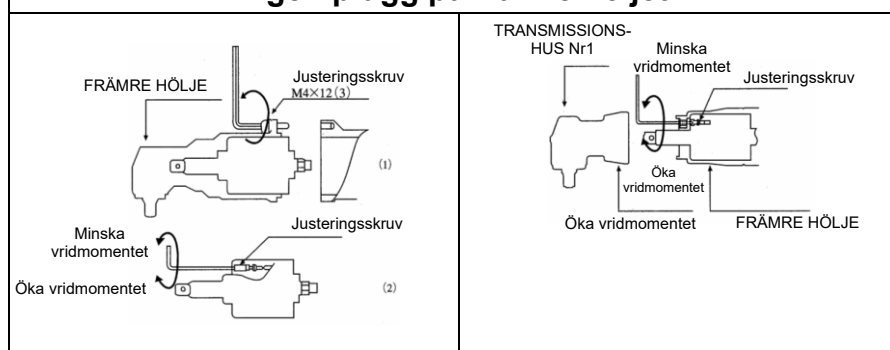 FRÄMRE HÖLJE
Justeringsskruv
M4×12(3)
(1)
Minska
vridmomentet
Justeringsskruv
Öka vridmomentet
(2)
TRANSMISSIONS-
HUS Nr1
Minska
vridmomentet
Justeringsskruv
Öka
vridmomentet
Öka vridmomentet
FRÄMRE HÖLJE